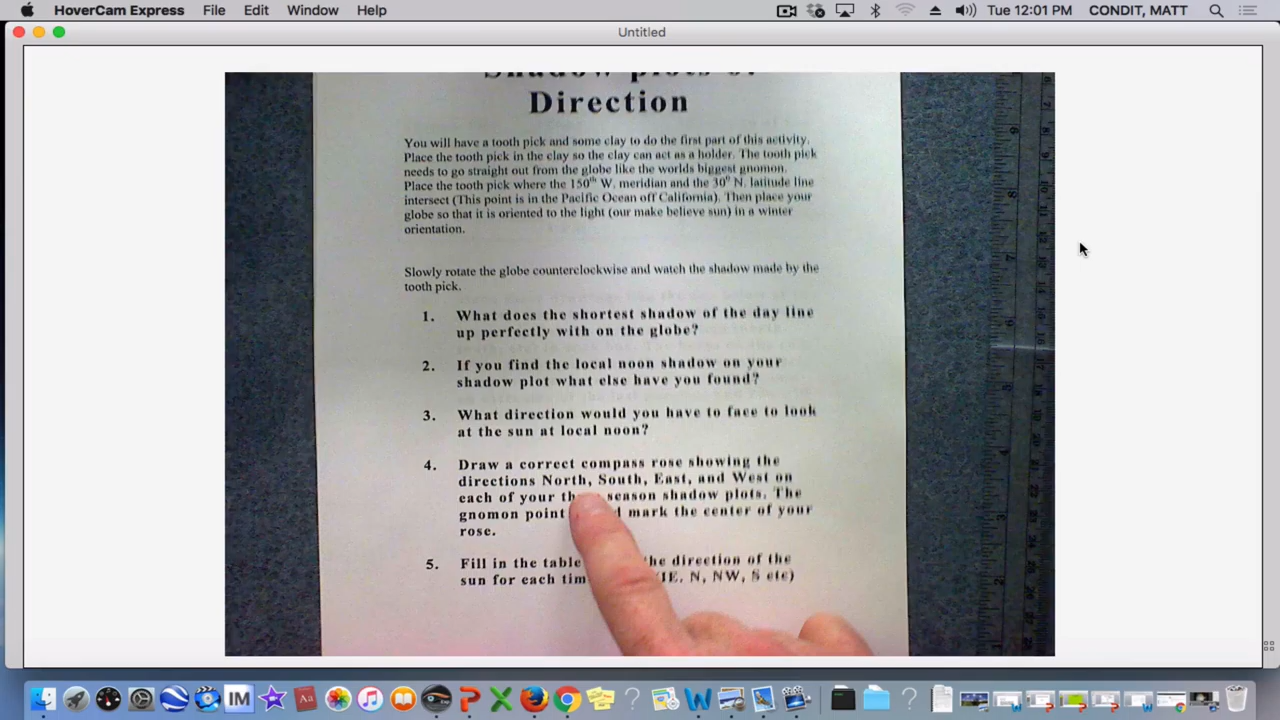 HoverCam Express File Edit Window Help Tue 12:01 PM CONDIT, MATT
Untitled
Shadow plots
Direction
You will have a tooth pick and some clay to do the first part of this activity.
Place the tooth pick in the clay so the clay can act as a holder. The tooth pick
needs to go straight out from the globe like the worlds biggest gnomon.
Place the tooth pick where the 150th W. meridian and the 30° N. latitude line
intersect (This point is in the Pacific Ocean off California). Then place your
globe so that it is oriented to the light (our make believe sun) in a winter
orientation.
Slowly rotate the globe counterclockwise and watch the shadow made by the
tooth pick.
1. What does the shortest shadow of the day line
up perfectly with on the globe?
2. If you find the local noon shadow on your
shadow plot what else have you found?
3. What direction would you have to face to look
at the sun at local noon?
4. Draw a correct compass rose showing the
directions North, South, East, and West on
each of your season shadow plots. The
gnomon point mark the center of your
rose.
5. Fill in the table the direction of the
sun for each IE. N, NW, S etc)